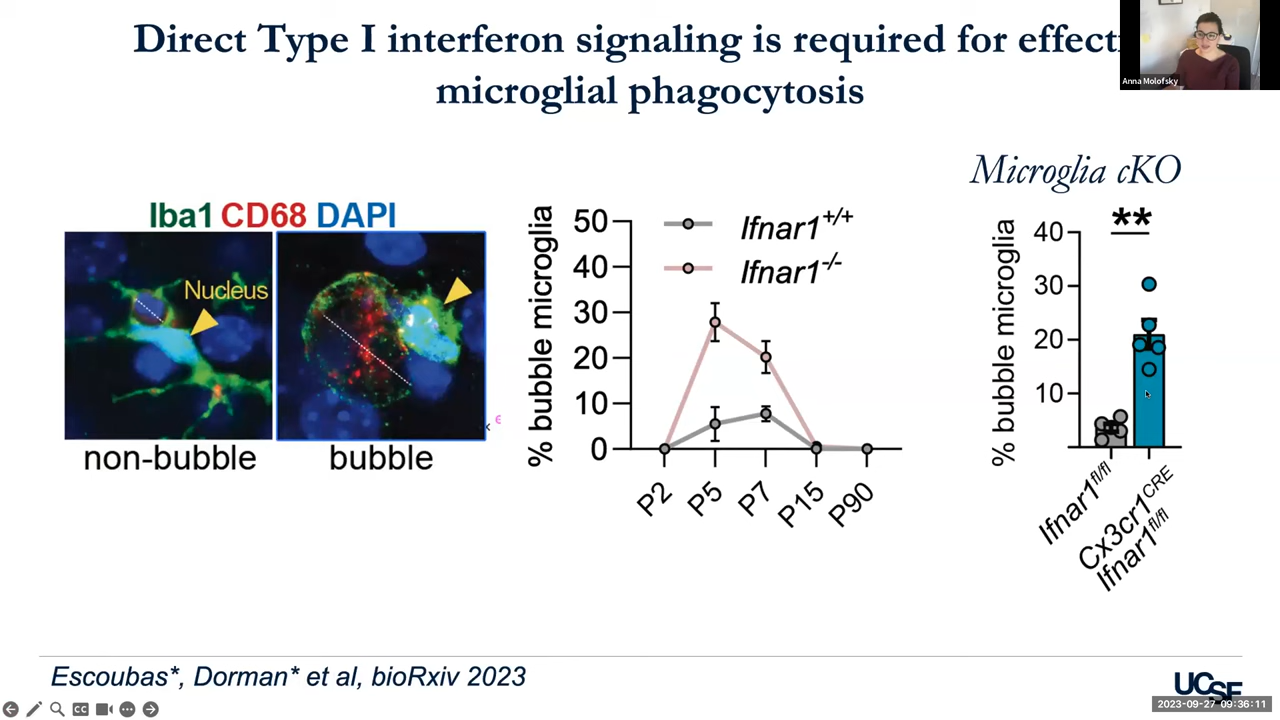 Direct Type I interferon signaling is required for effecti
microglial phagocytosis
Anna Molofsky
Microglia cKO
Iba1 CD68 DAPI
Nucleus
non-bubble
bubble
% bubble microglia
50
40
30
20
10
0
Ifnar1+/+
Ifnar1-/-
P2
P5
P7
P15
P90
% bubble microglia
40
30
20
10
**
Ifnar1fl/fl
Cx3cr1CRE
Ifnar1fl/fl
Escoubas*, Dorman* et al, bioRxiv 2023
UCSF
CC
2023-09-27 09:36:11